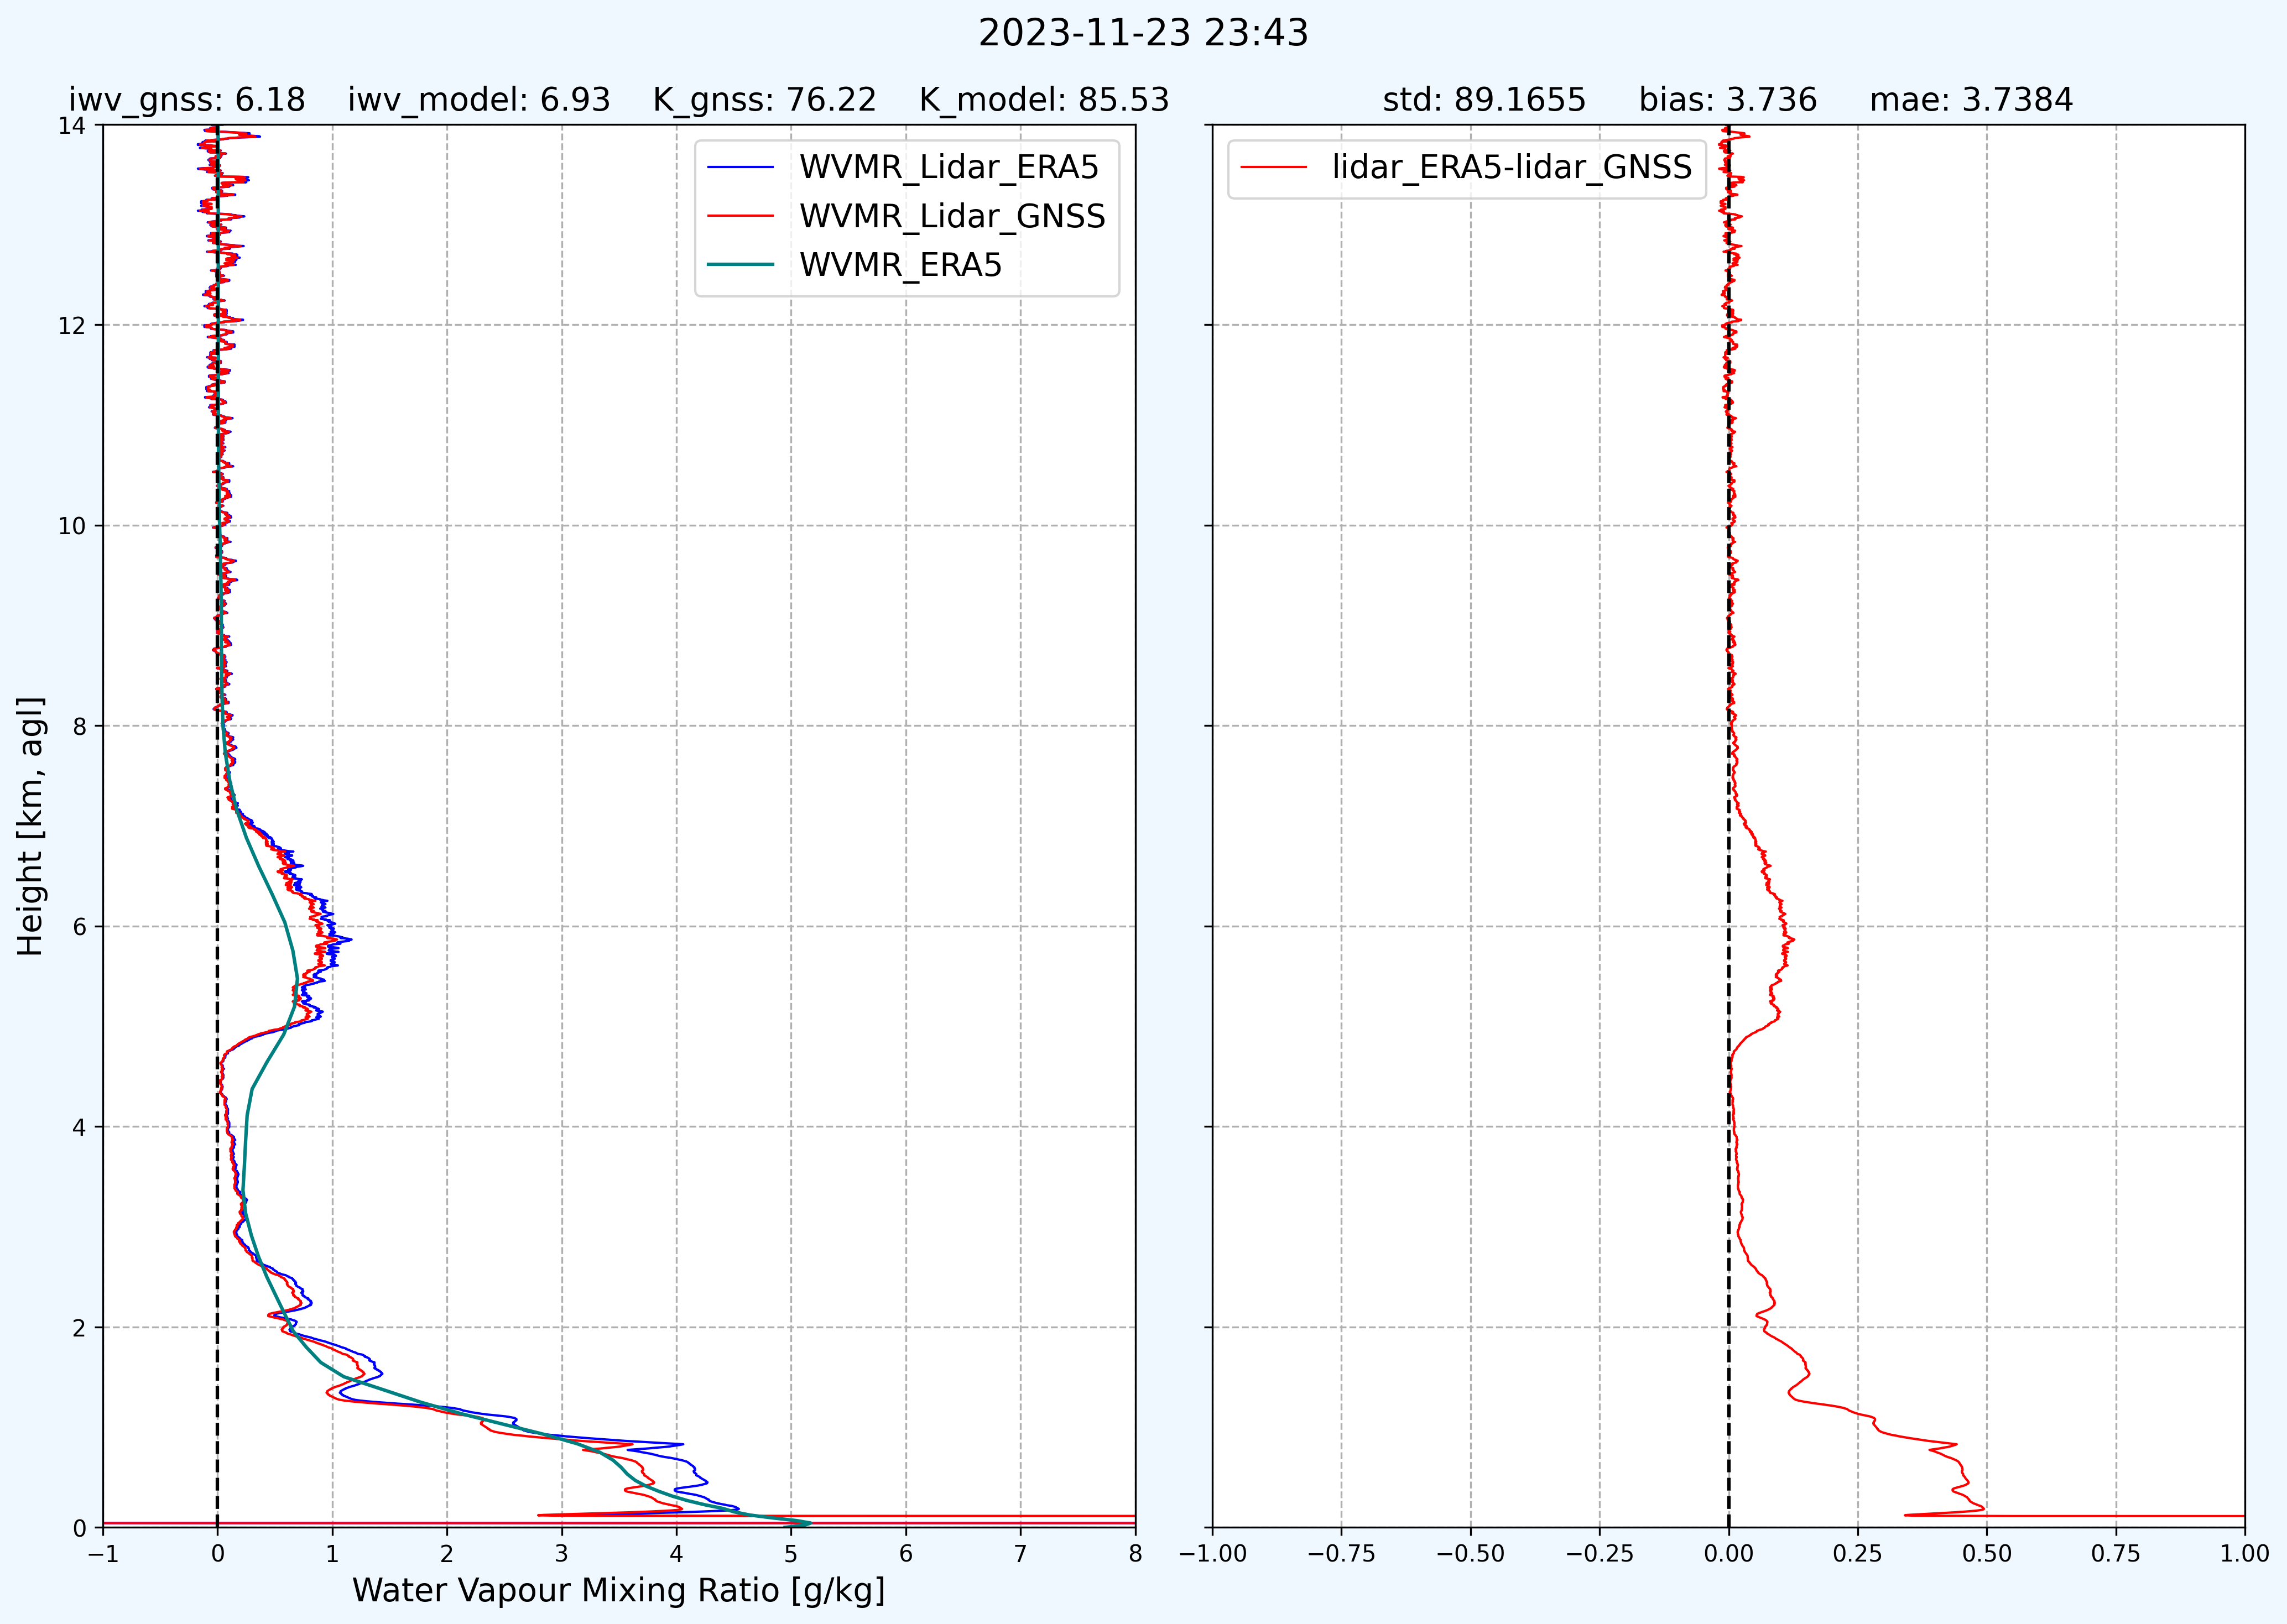 2023-11-23 23:43
iwv_gnss: 6.18 iwv_model: 6.93 K_gnss: 76.22 K_model: 85.53
std: 89.1655 bias: 3.736 mae: 3.7384
WVMR_Lidar_ERA5
WVMR_Lidar_GNSS
WVMR_ERA5
lidar_ERA5-lidar_GNSS
14
12
10
8
6
4
2
0
Height [km, agl]
−1 0 1 2 3 4 5 6 7 8
Water Vapour Mixing Ratio [g/kg]
−1.00 −0.75 −0.50 −0.25 0.00 0.25 0.50 0.75 1.00